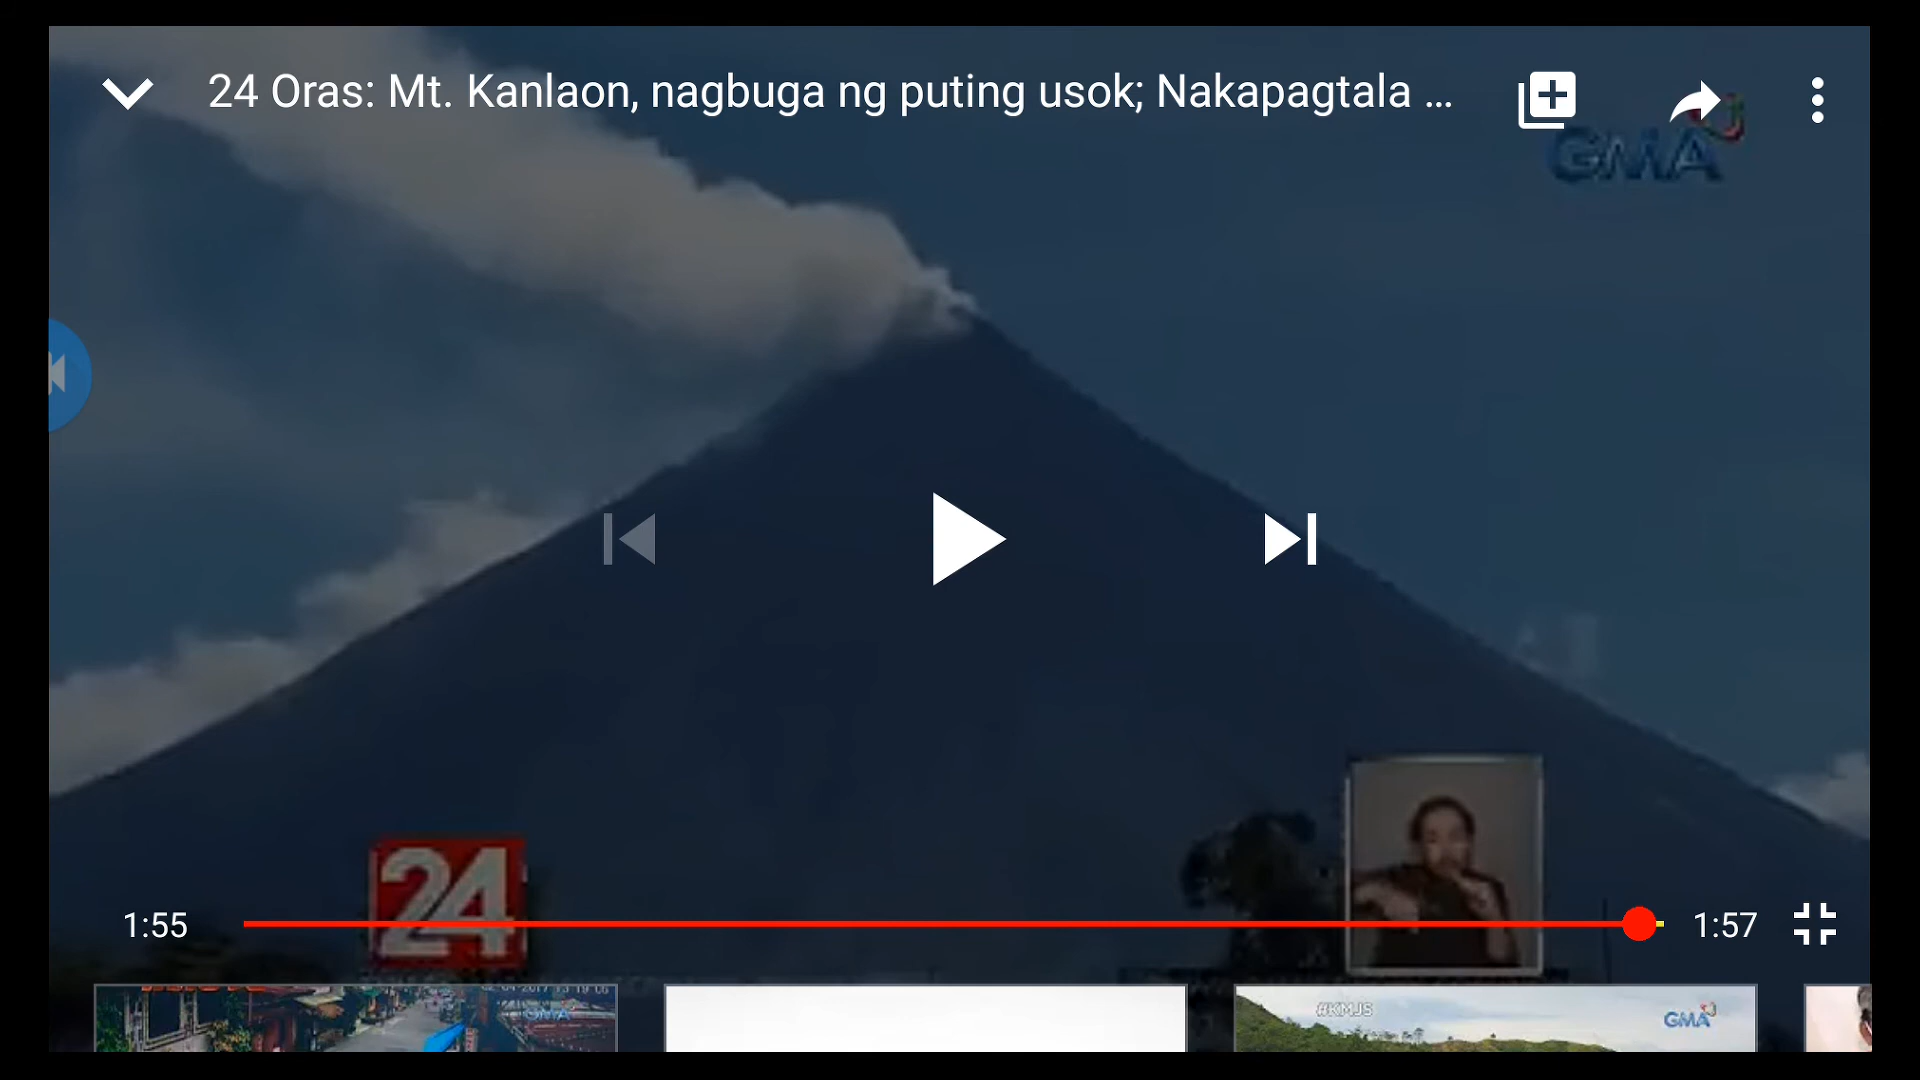 24 Oras: Mt. Kanlaon, nagbuga ng puting usok; Nakapagtala ...
GMA
24
1:55
1:57
GMA
#KMJS
GMA